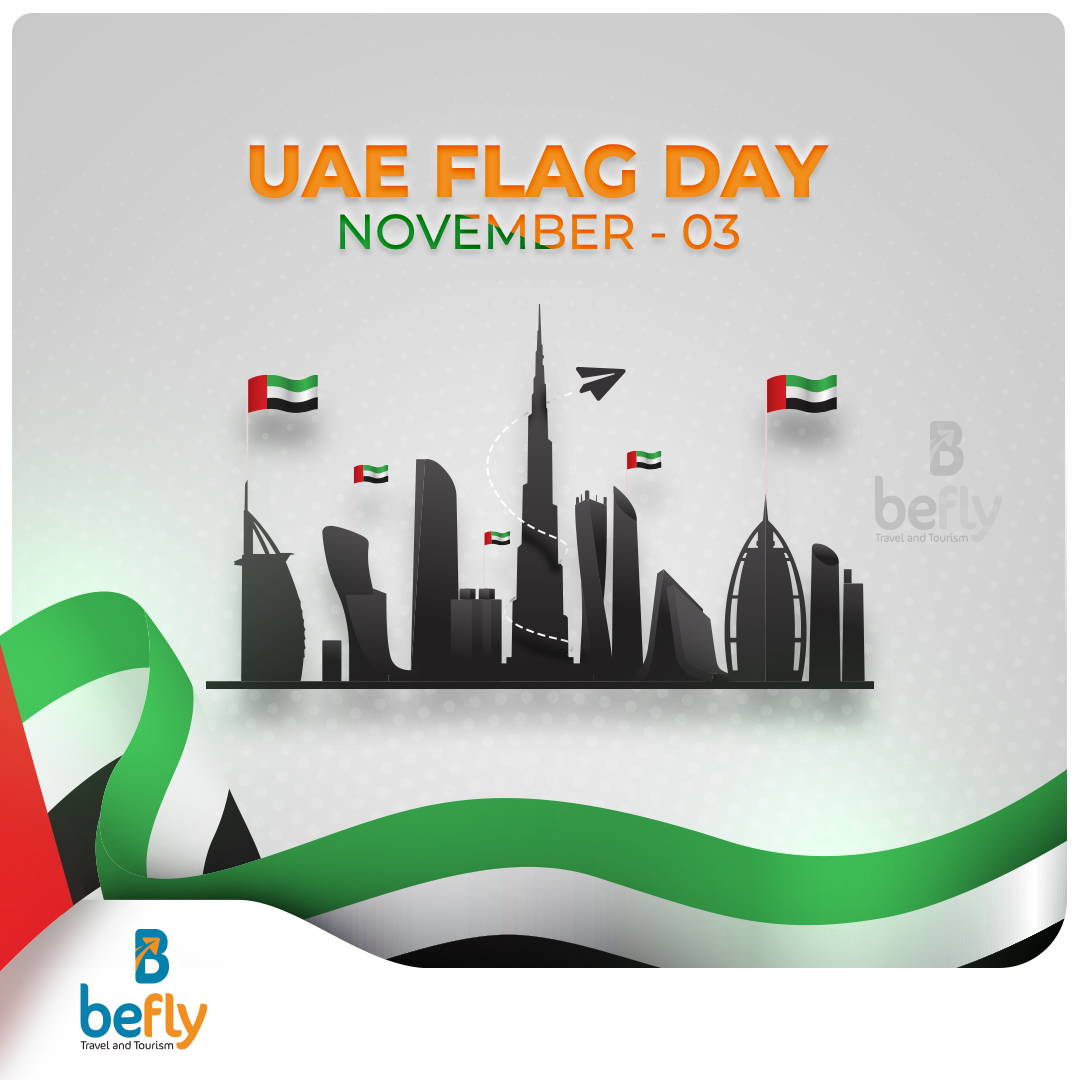 UAE FLAG DAY
NOVEMBER - 03
B
befly
Travel and Tourism
B
befly
Travel and Tourism